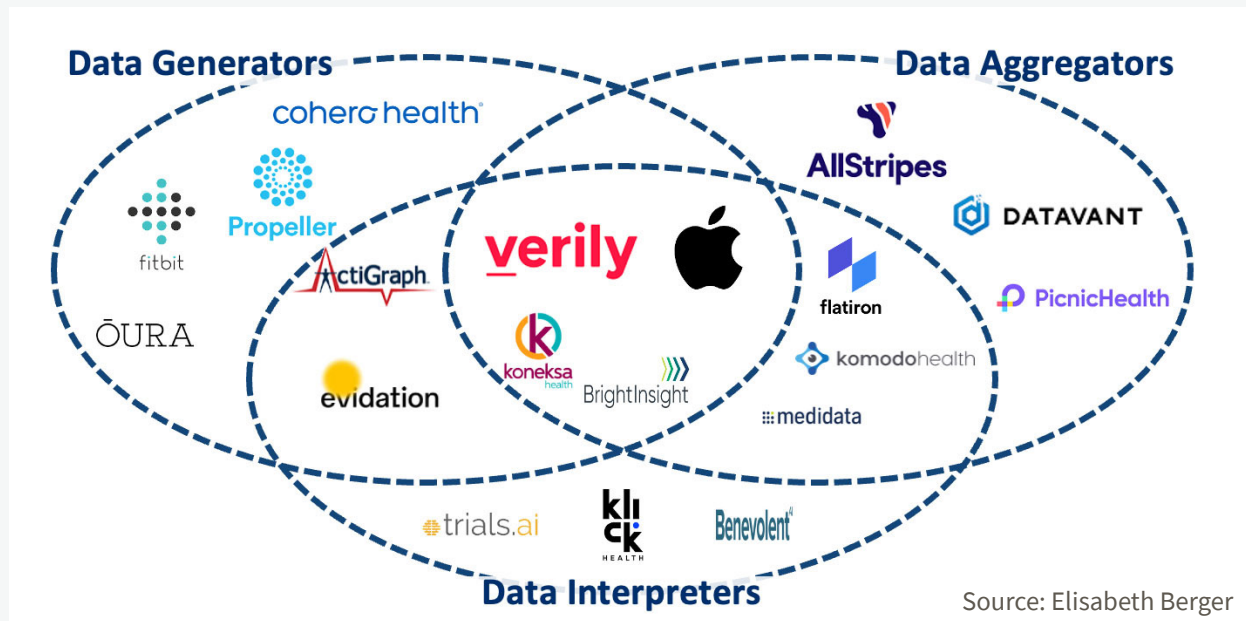 Data Generators
Data Aggregators
cohero health®
AllStripes
Propeller
fitbit
DATAVANT
verily
ActiGraph
flatiron
PicnicHealth
ŌURA
koneksa
health
komodohealth
BrightInsight
evidation
medidata
trials.ai
klick
HEALTH
Benevolent AI
Data Interpreters
Source: Elisabeth Berger